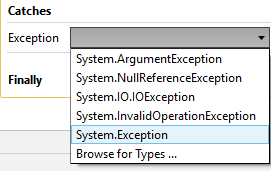 Catches
Exception
System.ArgumentException
System.NullReferenceException
System.IO.IOException
System.InvalidOperationException
System.Exception
Browse for Types ...
Finally